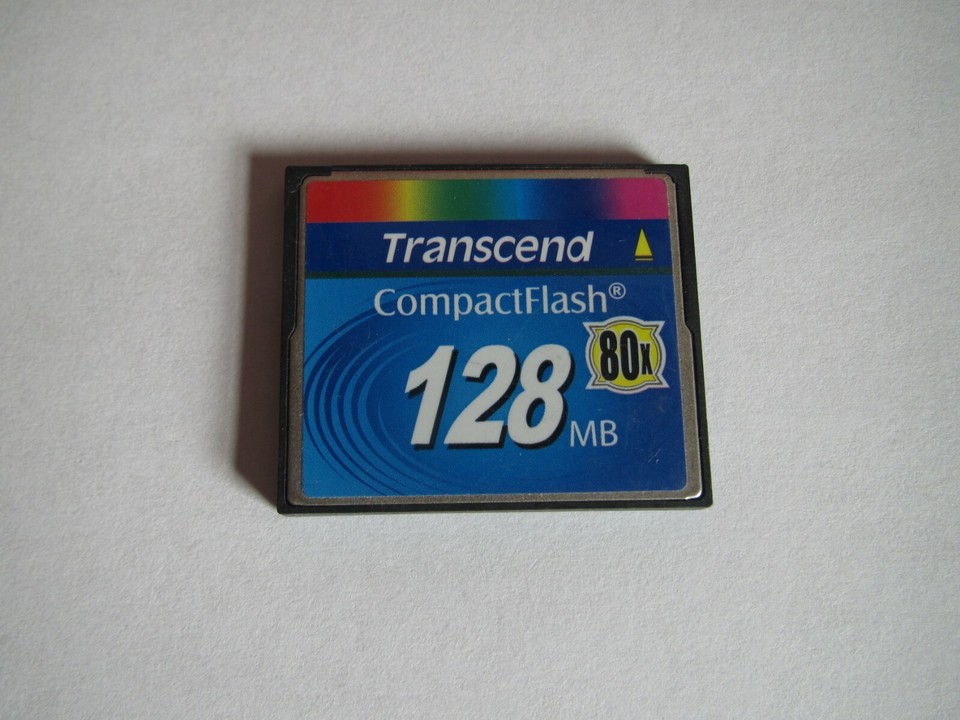 Transcend
CompactFlash®
80x
128 MB